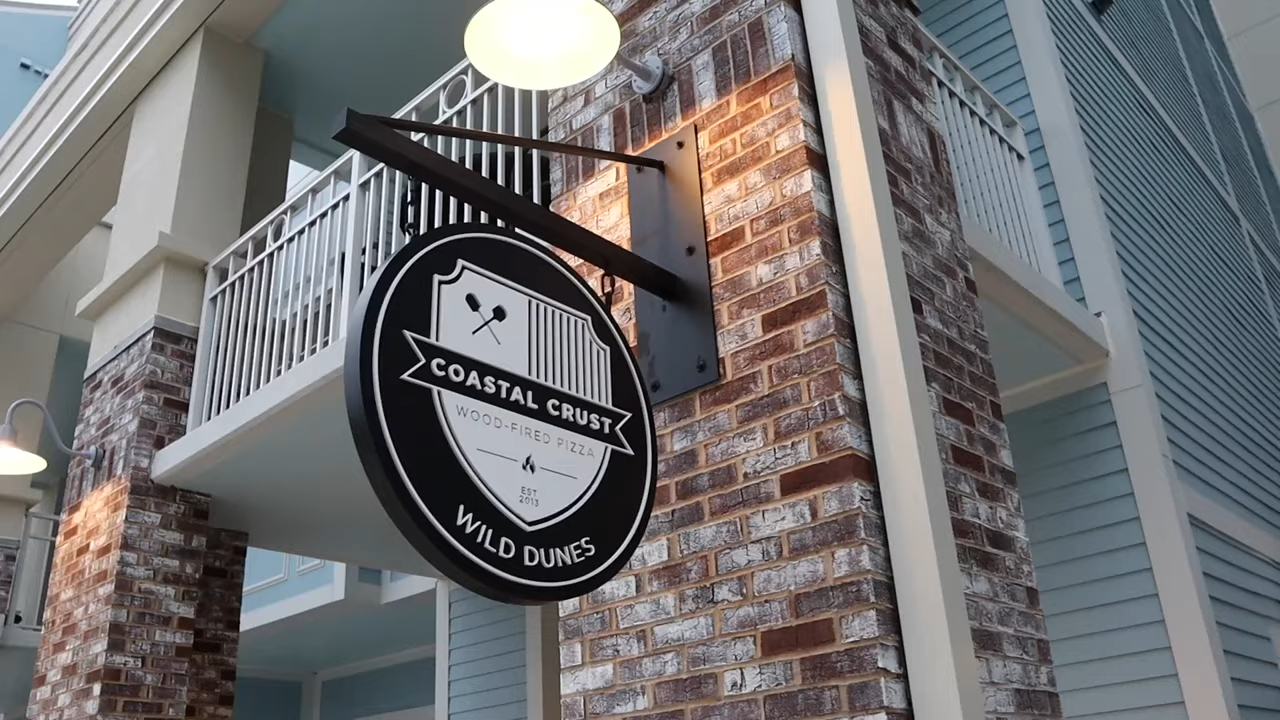 COASTAL CRUST
WOOD-FIRED PIZZA
EST
2013
WILD DUNES